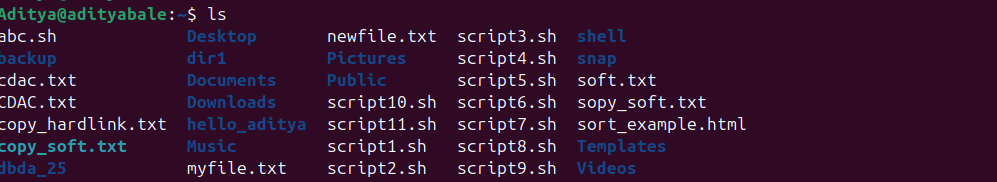 Aditya@adityabale:~$ ls
abc.sh Desktop newfile.txt script3.sh shell
backup dir1 Pictures script4.sh snap
cdac.txt Documents Public script5.sh soft.txt
CDAC.txt Downloads script10.sh script6.sh sopy_soft.txt
copy_hardlink.txt hello_aditya script11.sh script7.sh sort_example.html
copy_soft.txt Music script1.sh script8.sh Templates
dbda_25 myfile.txt script2.sh script9.sh Videos